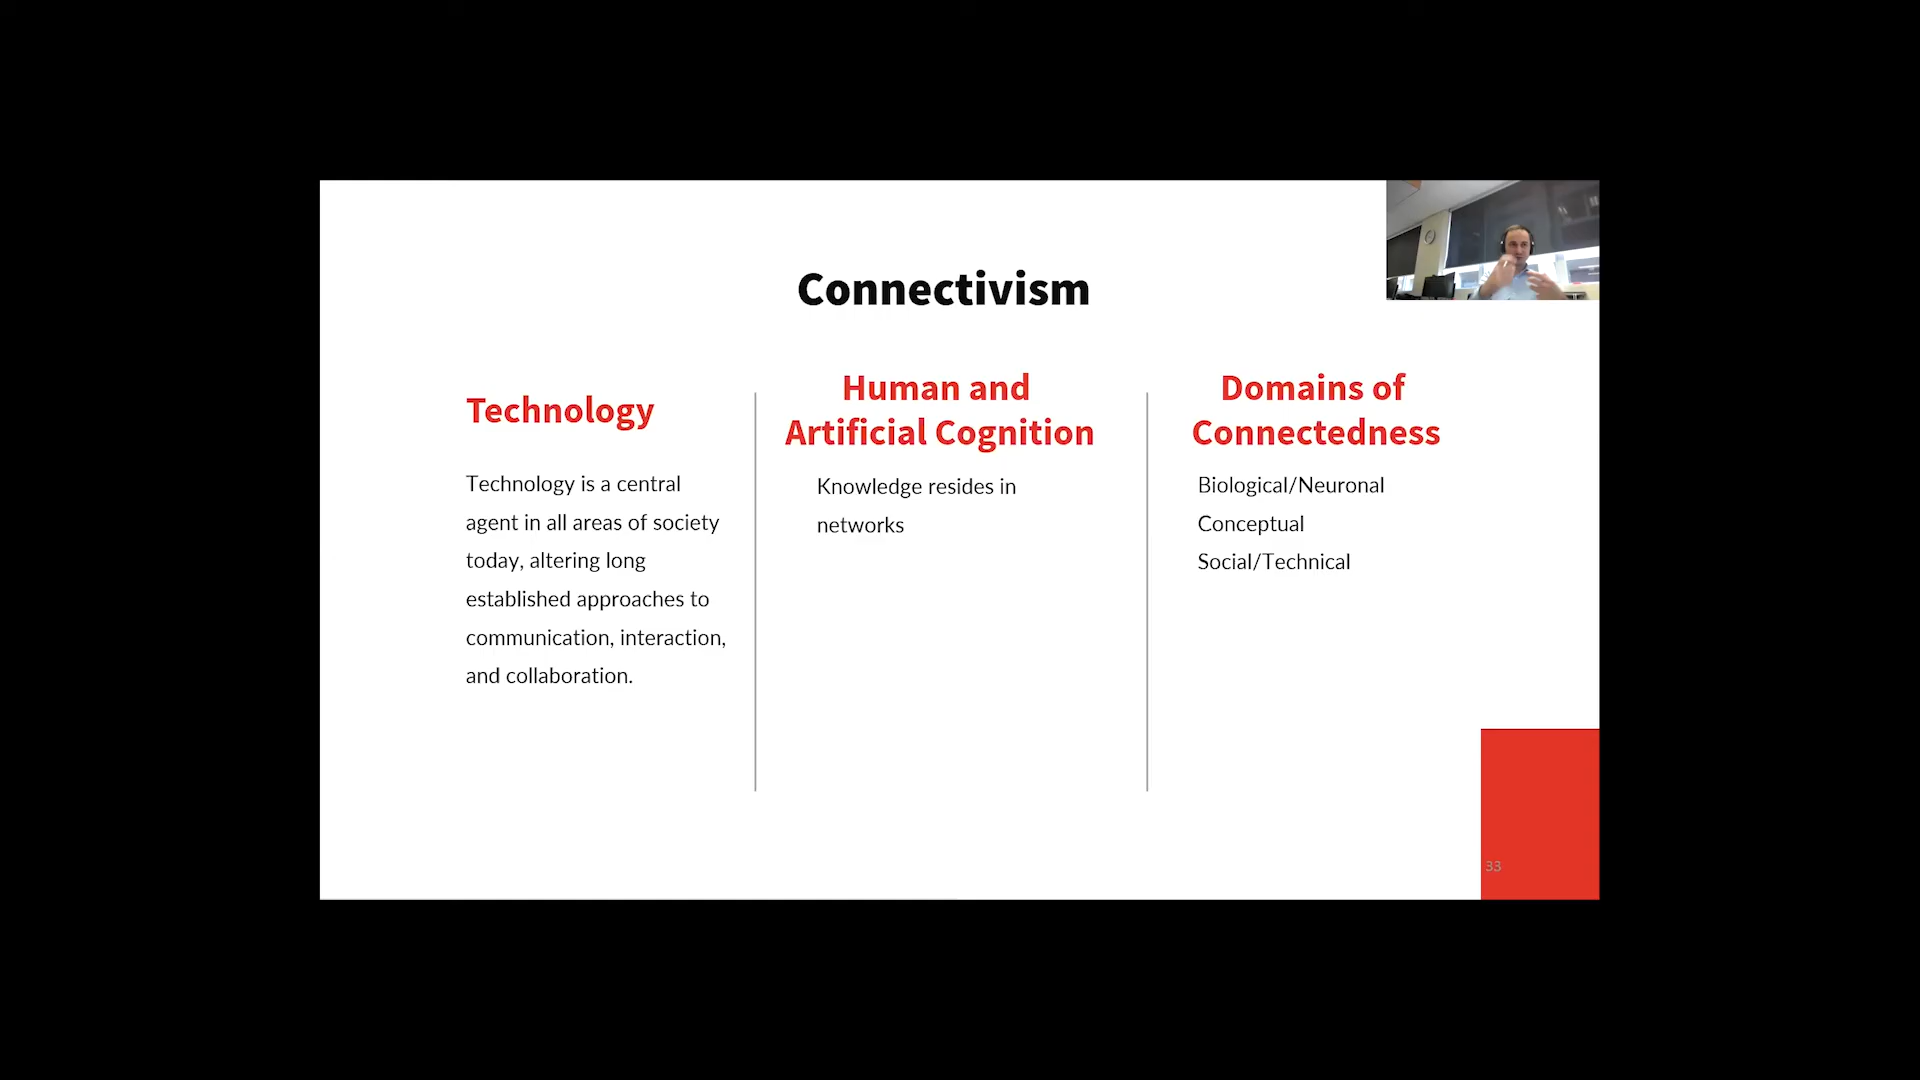 Connectivism
Technology
Technology is a central
agent in all areas of society
today, altering long
established approaches to
communication, interaction,
and collaboration.
Human and
Artificial Cognition
Knowledge resides in
networks
Domains of
Connectedness
Biological/Neuronal
Conceptual
Social/Technical
33